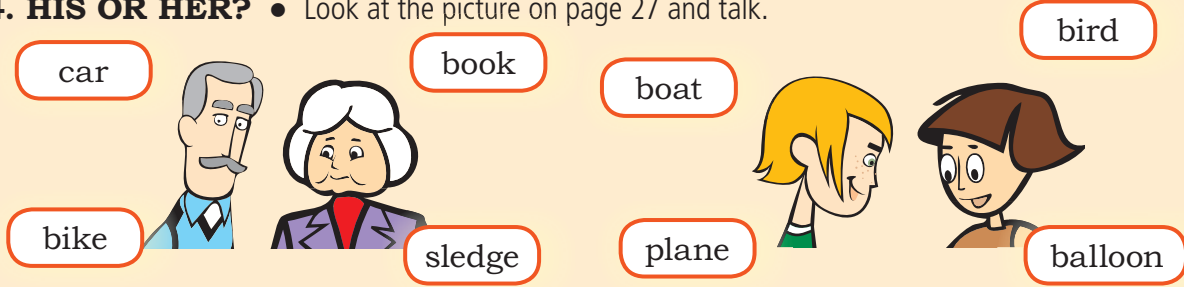 4. HIS OR HER? ● Look at the picture on page 27 and talk.
car
book
boat
bird
bike
sledge
plane
balloon